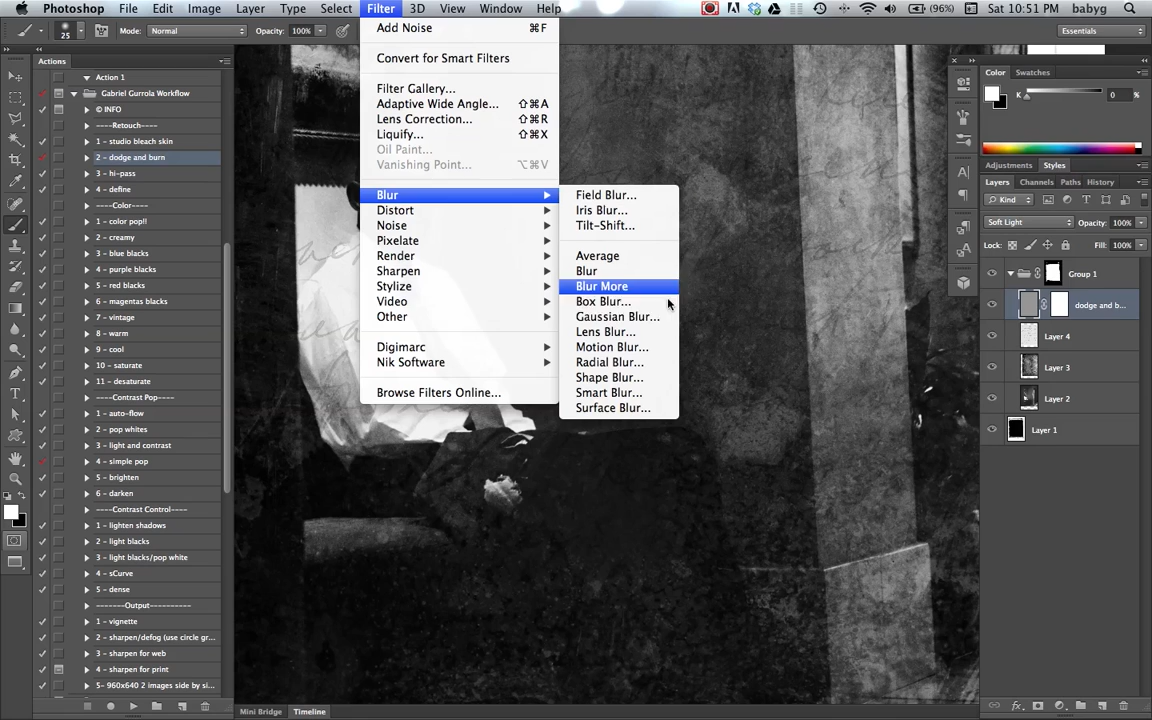 Photoshop File Edit Image Layer Type Select Filter 3D View Window Help (96%) Sat 10:51 PM babyg
25 Mode: Normal Opacity: 100% Essentials
Actions
Action 1
Gabriel Gurrola Workflow
© INFO
----Retouch----
1 - studio bleach skin
2 - dodge and burn
3 - hi-pass
4 - define
----Color----
1 - color pop!!
2 - creamy
3 - blue blacks
4 - purple blacks
5 - red blacks
6 - magentas blacks
7 - vintage
8 - warm
9 - cool
10 - saturate
11 - desaturate
----Contrast Pop----
1 - auto-flow
2 - pop whites
3 - light and contrast
4 - simple pop
5 - brighten
6 - darken
----Contrast Control----
1 - lighten shadows
2 - light blacks
3 - light blacks/pop white
4 - sCurve
5 - dense
-------Output----------
1 - vignette
2 - sharpen/defog (use circle gr...
3 - sharpen for web
4 - sharpen for print
5- 960x640 2 images side by si...
Add Noise ⌘F
Convert for Smart Filters
Filter Gallery...
Adaptive Wide Angle... ⇧⌘A
Lens Correction... ⇧⌘R
Liquify... ⇧⌘X
Oil Paint...
Vanishing Point... ⌥⌘V
Blur
Distort
Noise
Pixelate
Render
Sharpen
Stylize
Video
Other
Digimarc
Nik Software
Browse Filters Online...
Field Blur...
Iris Blur...
Tilt-Shift...
Average
Blur
Blur More
Box Blur...
Gaussian Blur...
Lens Blur...
Motion Blur...
Radial Blur...
Shape Blur...
Smart Blur...
Surface Blur...
Color Swatches
K 0 %
Adjustments Styles
Layers Channels Paths History
Kind
Soft Light Opacity: 100%
Lock: Fill: 100%
Group 1
dodge and b...
Layer 4
Layer 3
Layer 2
Layer 1
Mini Bridge Timeline